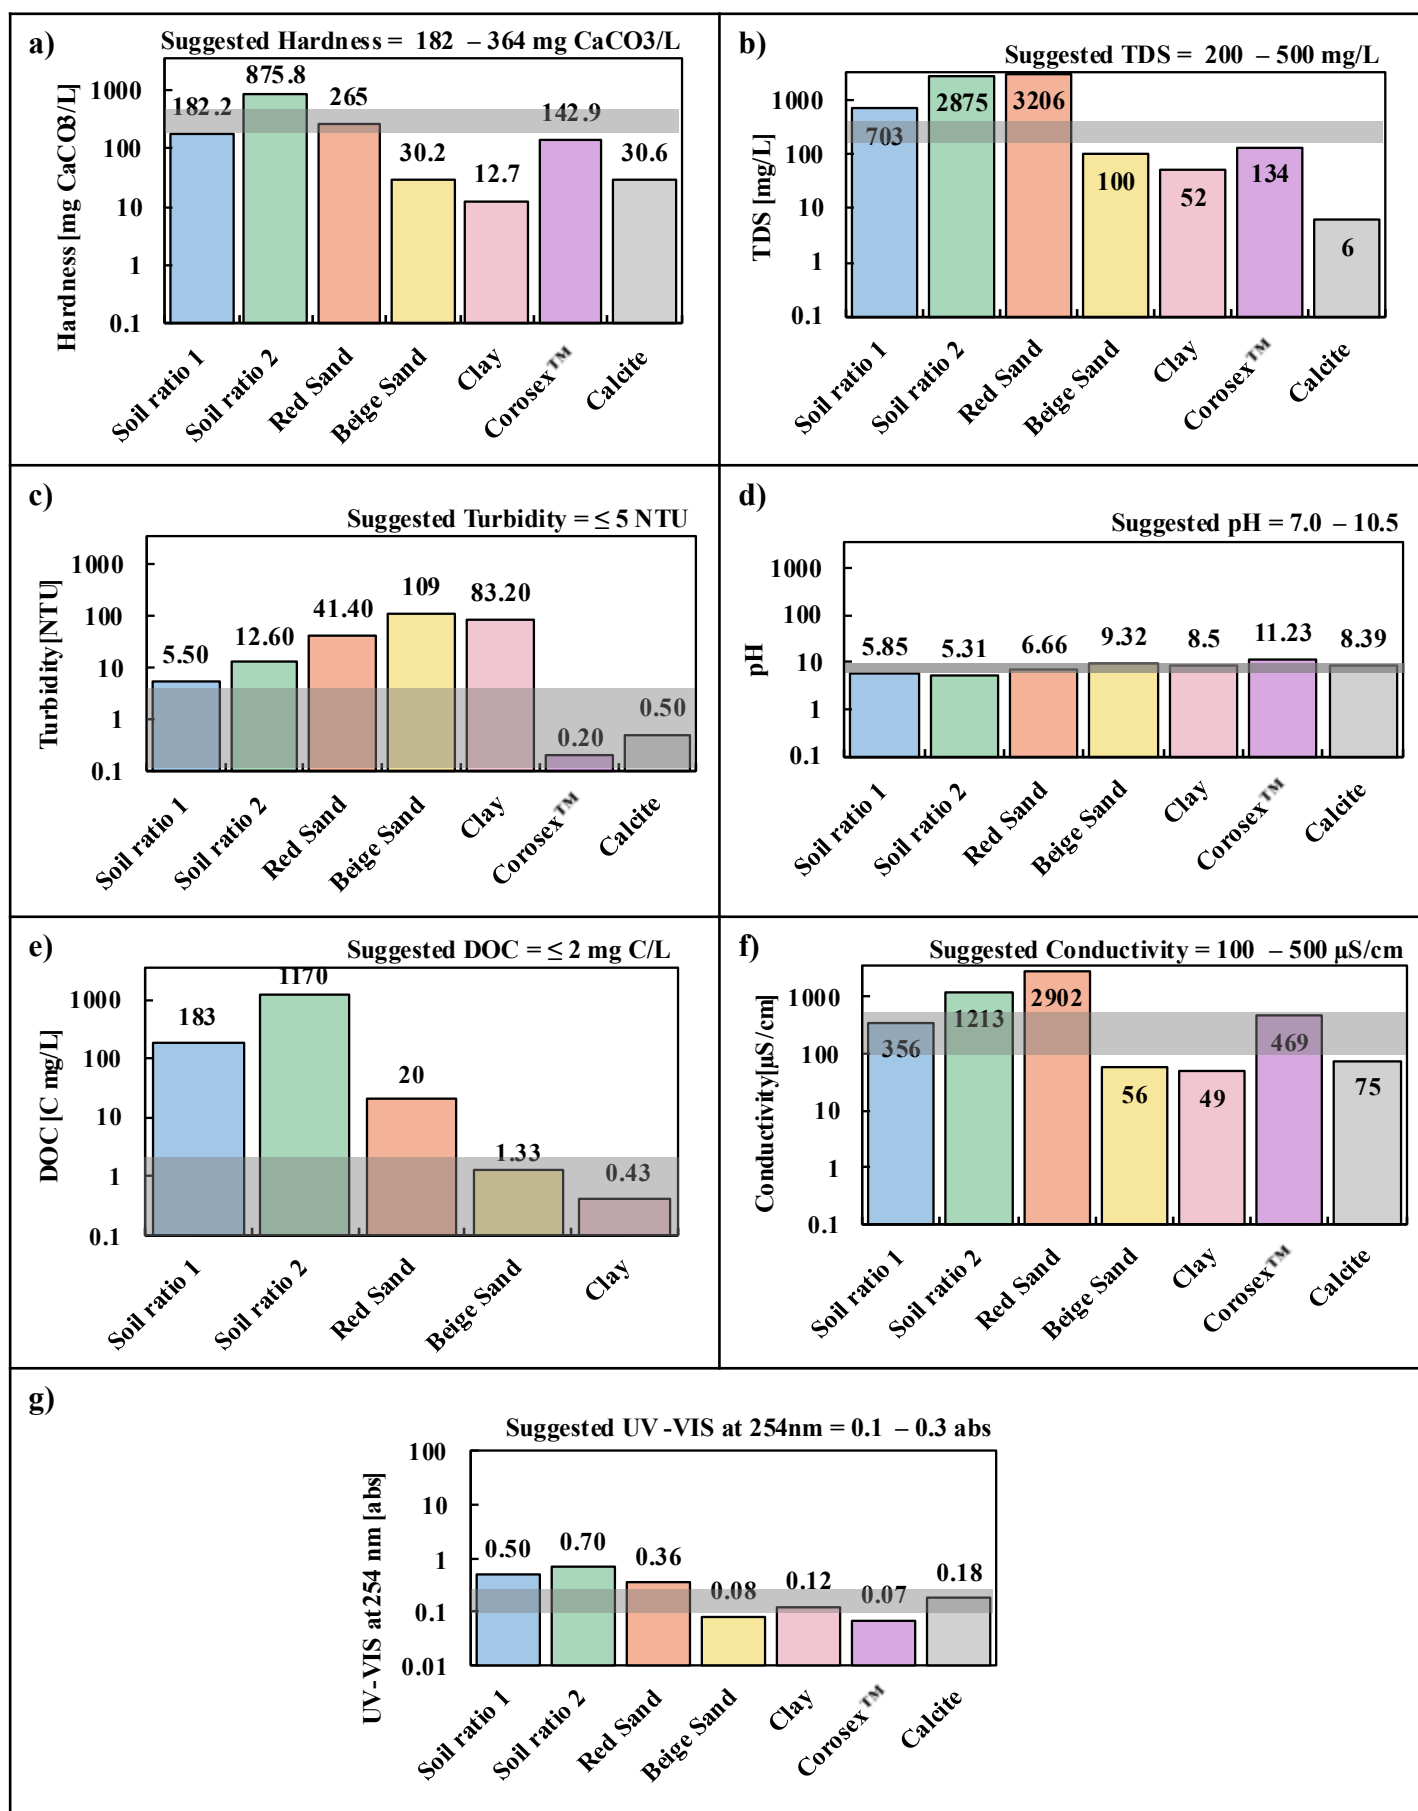 a)
Suggested Hardness = 182 – 364 mg CaCO3/L
Hardness [mg CaCO3/L]
1000
100
10
1
0.1
182.2
875.8
265
30.2
12.7
142.9
30.6
Soil ratio 1
Soil ratio 2
Red Sand
Beige Sand
Clay
Corosex™
Calcite
b)
Suggested TDS = 200 – 500 mg/L
TDS [mg/L]
1000
100
10
1
0.1
703
2875
3206
100
52
134
6
Soil ratio 1
Soil ratio 2
Red Sand
Beige Sand
Clay
Corosex™
Calcite
c)
Suggested Turbidity = ≤ 5 NTU
Turbidity[NTU]
1000
100
10
1
0.1
5.50
12.60
41.40
109
83.20
0.20
0.50
Soil ratio 1
Soil ratio 2
Red Sand
Beige Sand
Clay
Corosex™
Calcite
d)
Suggested pH = 7.0 – 10.5
pH
1000
100
10
1
0.1
5.85
5.31
6.66
9.32
8.5
11.23
8.39
Soil ratio 1
Soil ratio 2
Red Sand
Beige Sand
Clay
Corosex™
Calcite
e)
Suggested DOC = ≤ 2 mg C/L
DOC [C mg/L]
1000
100
10
1
0.1
183
1170
20
1.33
0.43
Soil ratio 1
Soil ratio 2
Red Sand
Beige Sand
Clay
f)
Suggested Conductivity = 100 – 500 µS/cm
Conductivity[µS/cm]
1000
100
10
1
0.1
356
1213
2902
56
49
469
75
Soil ratio 1
Soil ratio 2
Red Sand
Beige Sand
Clay
Corosex™
Calcite
g)
Suggested UV-VIS at 254nm = 0.1 – 0.3 abs
UV-VIS at 254 nm [abs]
100
10
1
0.1
0.01
0.50
0.70
0.36
0.08
0.12
0.07
0.18
Soil ratio 1
Soil ratio 2
Red Sand
Beige Sand
Clay
Corosex™
Calcite